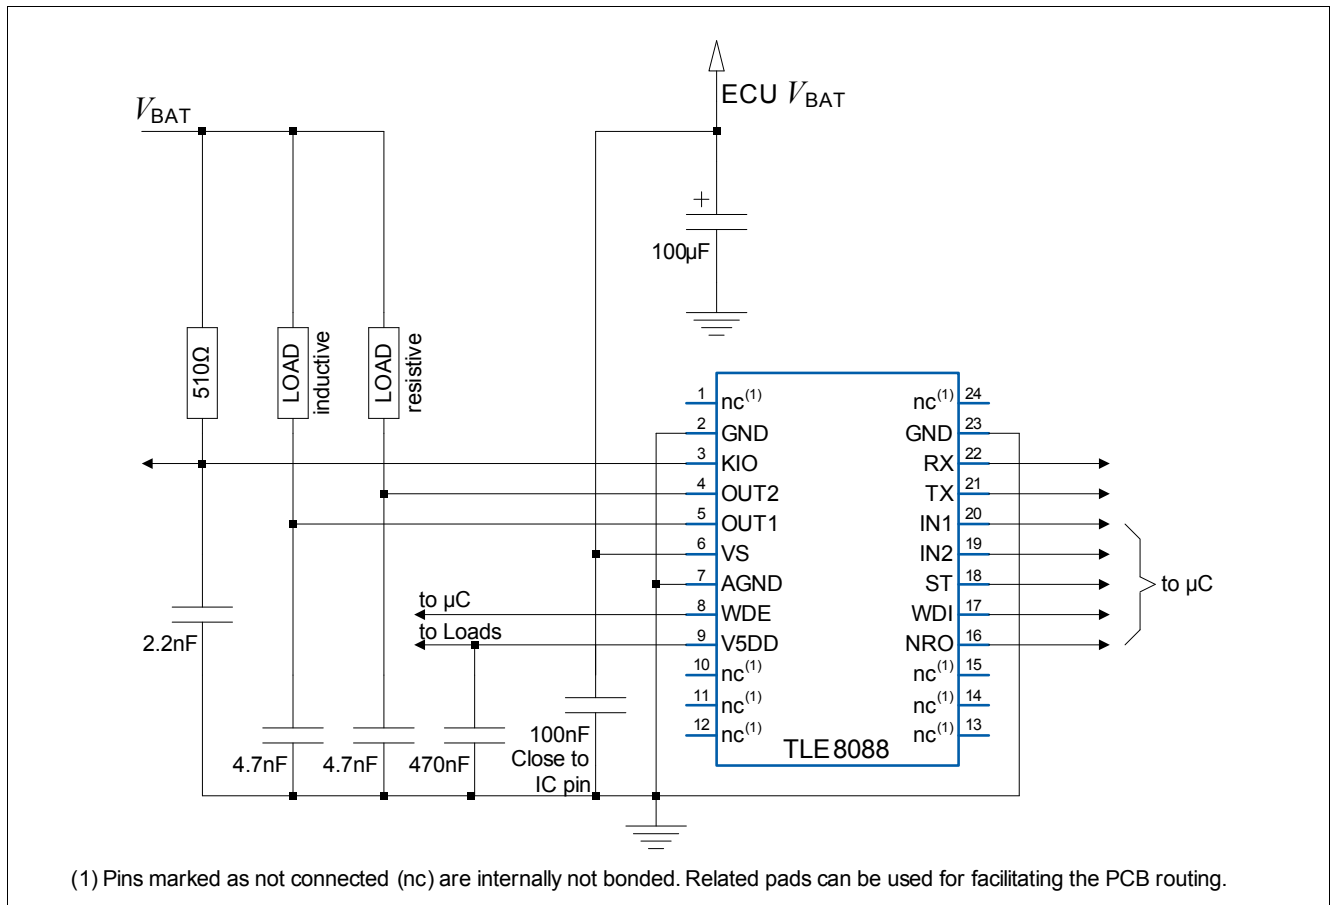 ECU VBAT
VBAT
100µF
510Ω
LOAD
inductive
LOAD
resistive
1 nc(1)
2 GND
3 KIO
4 OUT2
5 OUT1
6 VS
7 AGND
8 WDE
9 V5DD
10 nc(1)
11 nc(1)
12 nc(1)
nc(1) 24
GND 23
RX 22
TX 21
IN1 20
IN2 19
ST 18
WDI 17
NRO 16
nc(1) 15
nc(1) 14
nc(1) 13
TLE8088
to µC
to µC
to Loads
2.2nF
4.7nF
4.7nF
470nF
100nF
Close to
IC pin
+
(1) Pins marked as not connected (nc) are internally not bonded. Related pads can be used for facilitating the PCB routing.